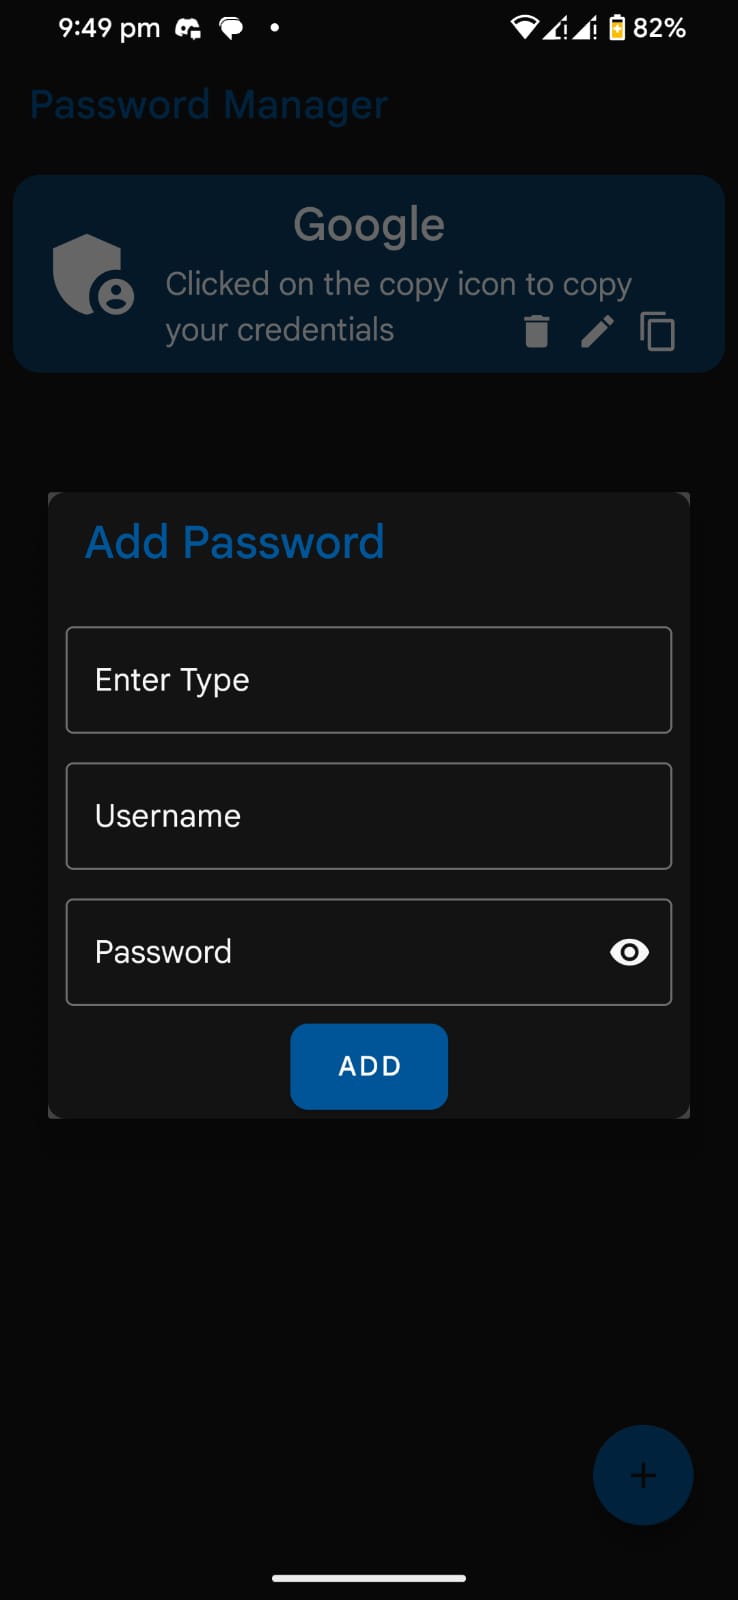 9:49 pm
82%
Password Manager
Google
Clicked on the copy icon to copy
your credentials
Add Password
Enter Type
Username
Password
ADD